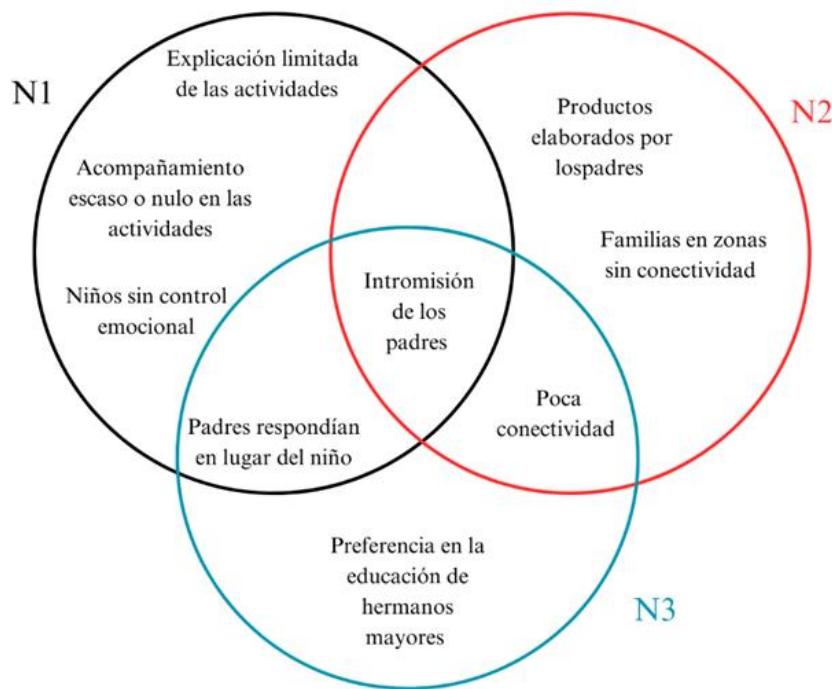 N1
Explicación limitada
de las actividades
Acompañamiento
escaso o nulo en las
actividades
Niños sin control
emocional
N2
Productos
elaborados por
lospadres
Familias en zonas
sin conectividad
Intromisión
de los
padres
Padres respondían
en lugar del niño
Poca
conectividad
Preferencia en la
educación de
hermanos
mayores
N3